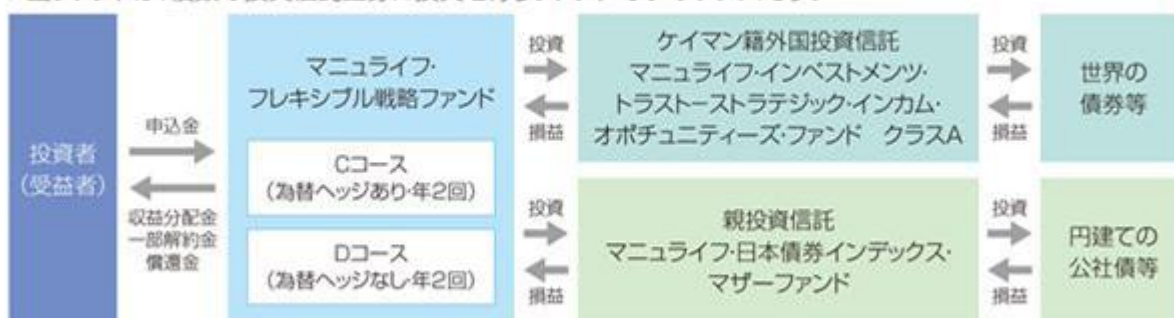 投資者
(受益者)
申込金
収益分配金
一部解約金
償還金
マニュライフ・
フレキシブル戦略ファンド
Cコース
(為替ヘッジあり・年2回)
Dコース
(為替ヘッジなし・年2回)
投資
損益
投資
損益
ケイマン籍外国投資信託
マニュライフ・インベストメンツ・
トラストーストラテジック・インカム・
オポチュニティーズ・ファンド クラスA
親投資信託
マニュライフ・日本債券インデックス・
マザーファンド
投資
損益
投資
損益
世界の
債券等
円建ての
公社債等